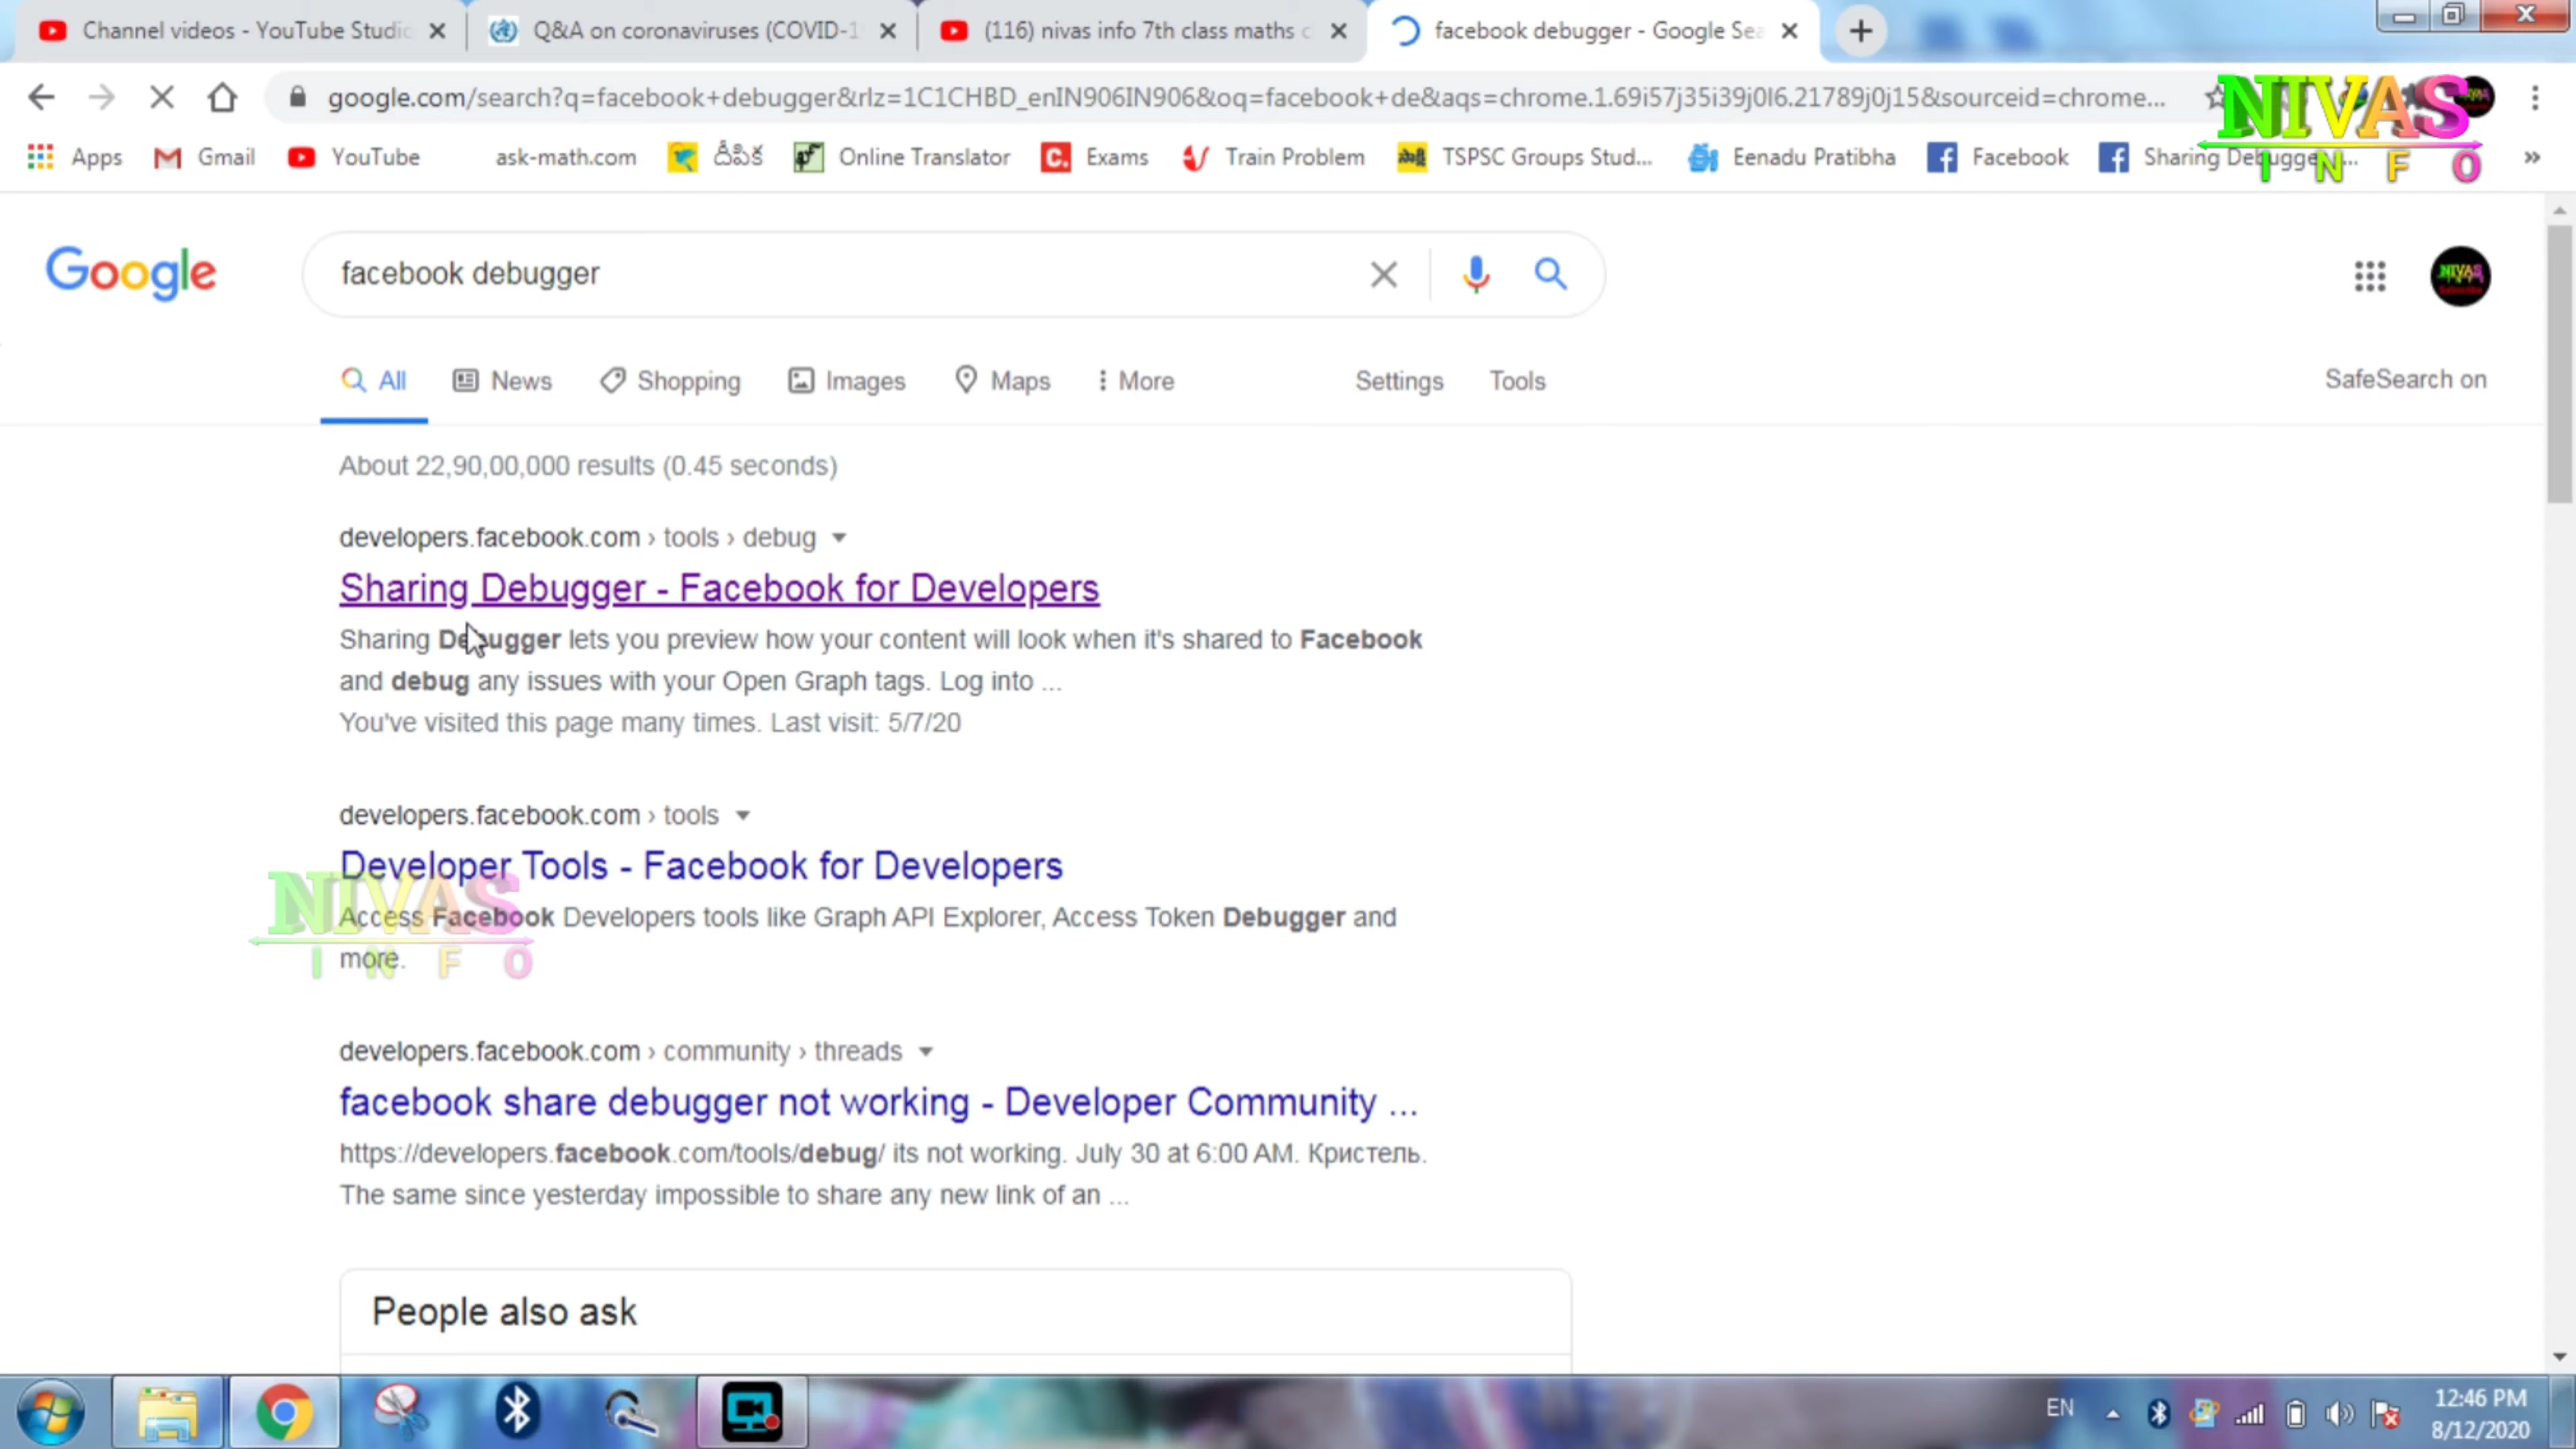 Channel videos - YouTube Studio
Q&A on coronaviruses (COVID-1
(116) nivas info 7th class maths c
facebook debugger - Google Sea
google.com/search?q=facebook+debugger&rlz=1C1CHBD_enIN906IN906&oq=facebook+de&aqs=chrome.1.69i57j35i39j0l6.21789j0j15&sourceid=chrome...
NIVAS
INFO
Apps
Gmail
YouTube
ask-math.com
దీపిక
Online Translator
Exams
Train Problem
TSPSC Groups Stud...
Eenadu Pratibha
Facebook
Sharing Debugger
Google
facebook debugger
NIVAS
All
News
Shopping
Images
Maps
More
Settings
Tools
SafeSearch on
About 22,90,00,000 results (0.45 seconds)
developers.facebook.com › tools › debug
Sharing Debugger - Facebook for Developers
Sharing Debugger lets you preview how your content will look when it's shared to Facebook
and debug any issues with your Open Graph tags. Log into ...
You've visited this page many times. Last visit: 5/7/20
developers.facebook.com › tools
Developer Tools - Facebook for Developers
Access Facebook Developers tools like Graph API Explorer, Access Token Debugger and
more.
NIVAS
INFO
developers.facebook.com › community › threads
facebook share debugger not working - Developer Community ...
https://developers.facebook.com/tools/debug/ its not working. July 30 at 6:00 AM. Кристель.
The same since yesterday impossible to share any new link of an ...
People also ask
EN
12:46 PM
8/12/2020